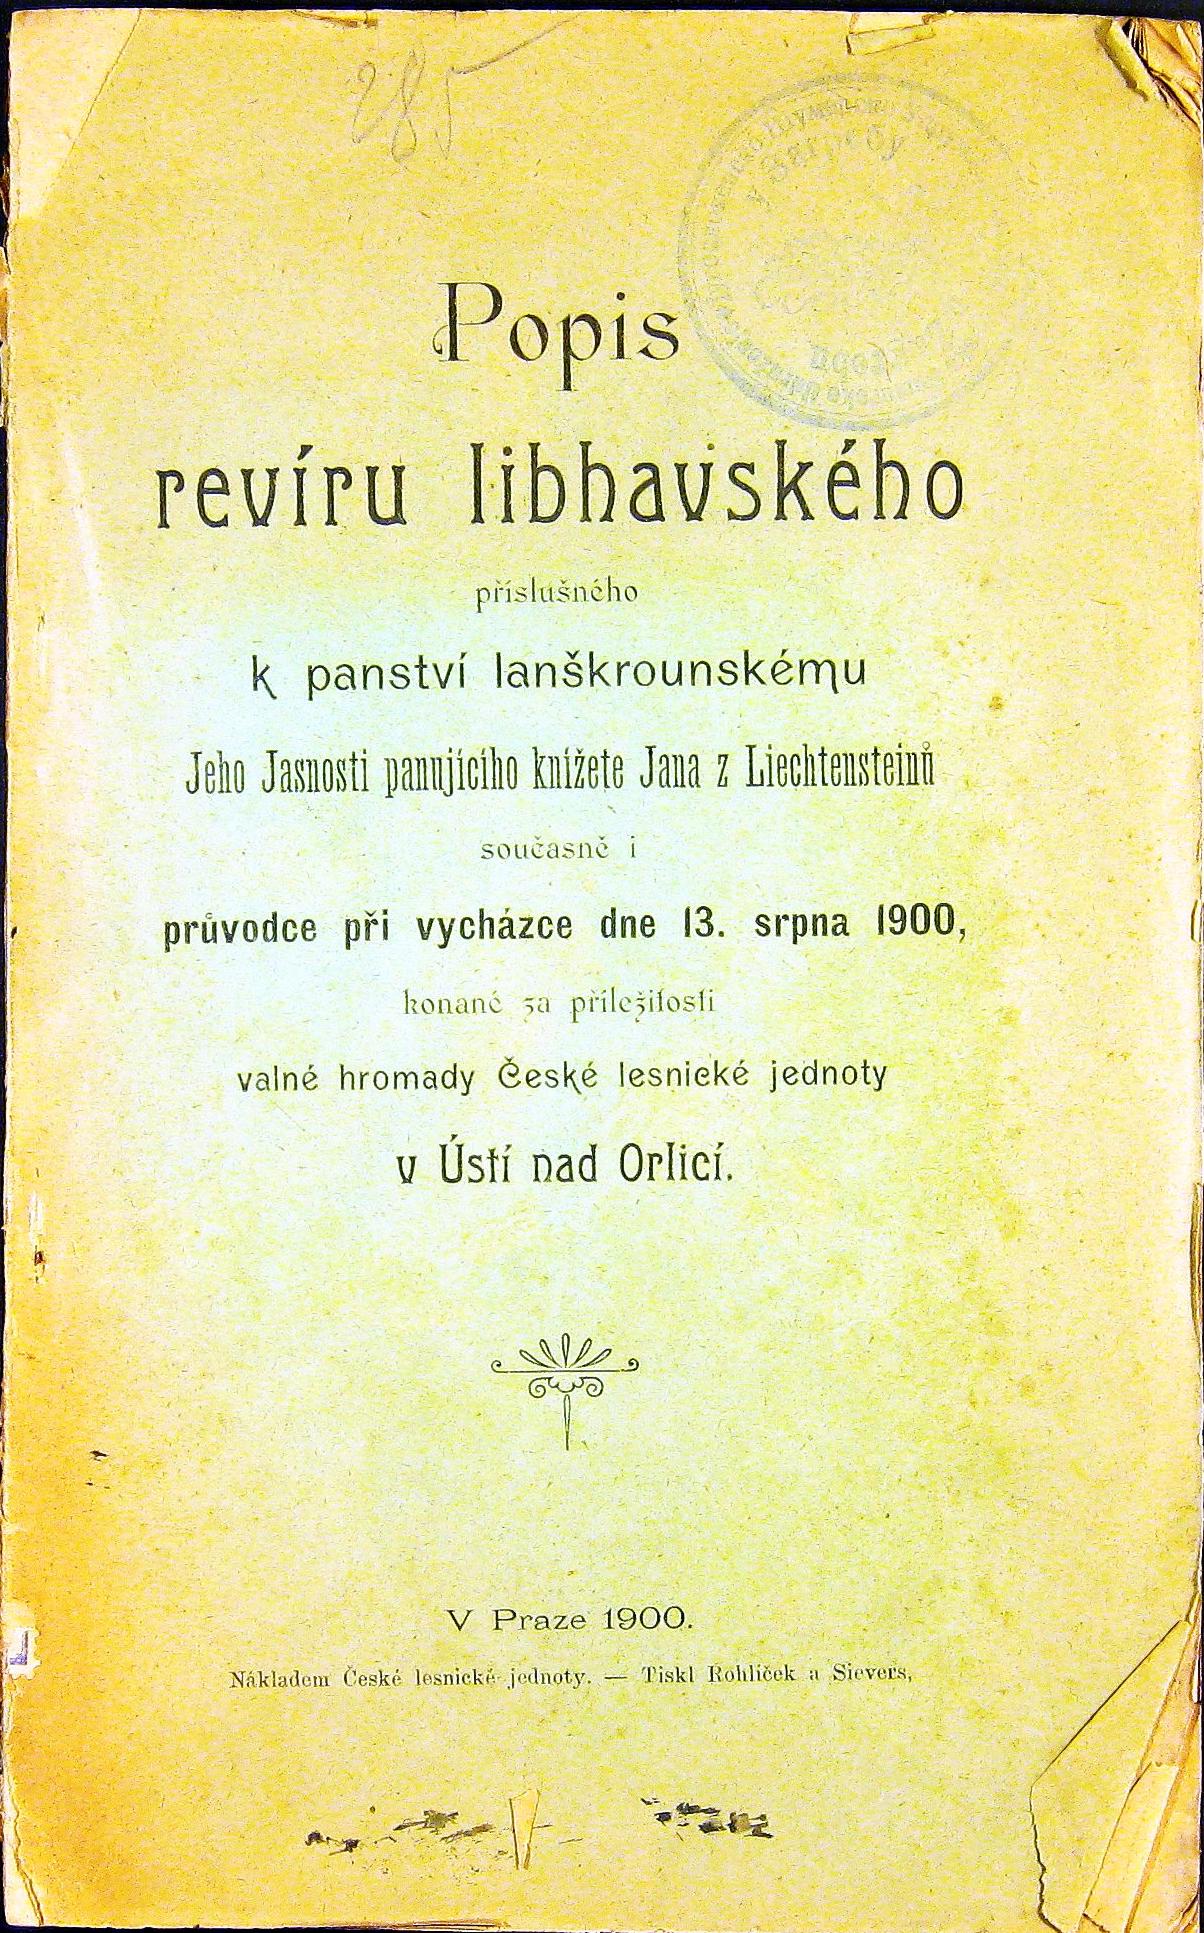 285
Popis
revíru libhavského
příslušného
k panství lanškrounskému
Jeho Jasnosti panujícího knížete Jana z Liechtensteinů
současně i
průvodce při vycházce dne 13. srpna 1900,
konané za příležitosti
valné hromady České lesnické jednoty
v Ústí nad Orlicí.
V Praze 1900.
Nákladem České lesnické jednoty. — Tiskl Rohlíček a Sievers,